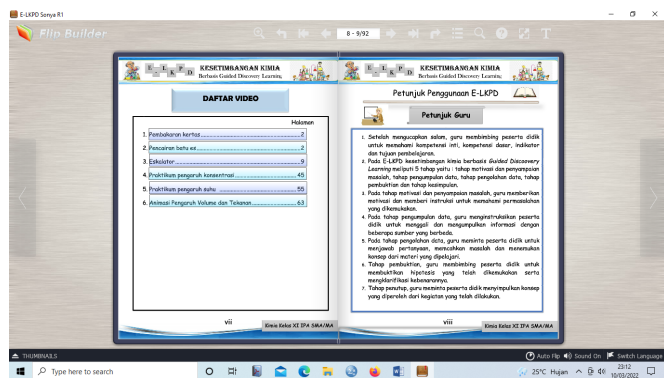 E-LKPD Sonya R1
Flip Builder
8 - 9/92
E - L K P D
KESETIMBANGAN KIMIA
Berbasis Guided Discovery Learning
DAFTAR VIDEO
Halaman
1. Pembakaran kertas 2
2. Pencairan batu es 2
3. Eskalator 9
4. Praktikum pengaruh konsentrasi 45
5. Praktikum pengaruh suhu 55
6. Animasi Pengaruh Volume dan Tekanan 63
vii
Kimia Kelas XI IPA SMA/MA
E - L K P D
KESETIMBANGAN KIMIA
Berbasis Guided Discovery Learning
Petunjuk Penggunaan E-LKPD
Petunjuk Guru
1. Setelah mengucapkan salam, guru membimbing peserta didik
untuk memahami kompetensi inti, kompetensi dasar, indikator
dan tujuan pembelajaran.
2. Pada E-LKPD kesetimbangan kimia berbasis Guided Discovery
Learning meliputi 5 tahap yaitu : tahap motivasi dan penyampaian
masalah, tahap pengumpulan data, tahap pengolahan data, tahap
pembuktian dan tahap kesimpulan.
3. Pada tahap motivasi dan penyampaian masalah, guru memberikan
motivasi dan memberi instruksi untuk memahami permasalahan
yang dikemukakan.
4. Pada tahap pengumpulan data, guru menginstruksikan peserta
didik untuk menggali dan mengumpulkan informasi dengan
beberapa sumber yang berbeda.
5. Pada tahap pengolahan data, guru meminta peserta didik untuk
menjawab pertanyaan, memecahkan masalah dan menemukan
konsep dari materi yang dipelajari.
6. Tahap pembuktian, guru membimbing peserta didik untuk
membuktikan hipotesis yang telah dikemukakan serta
mengklarifikasi kebenarannya.
7. Tahap penutup, guru meminta peserta didik menyimpulkan konsep
yang diperoleh dari kegiatan yang telah dilakukan.
viii
Kimia Kelas XI IPA SMA/MA
THUMBNAILS
Auto Flip
Sound On
Switch Language
Type here to search
25°C Hujan
23:12
10/03/2022